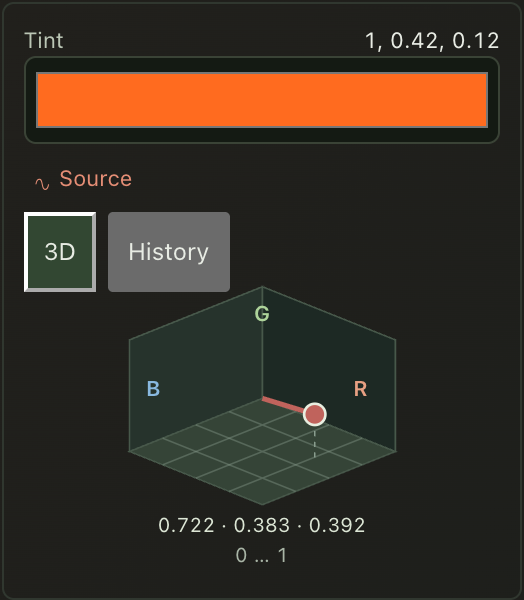 Tint 1, 0.42, 0.12
Source
3D History
G
B R
0.722 · 0.383 · 0.392
0 … 1